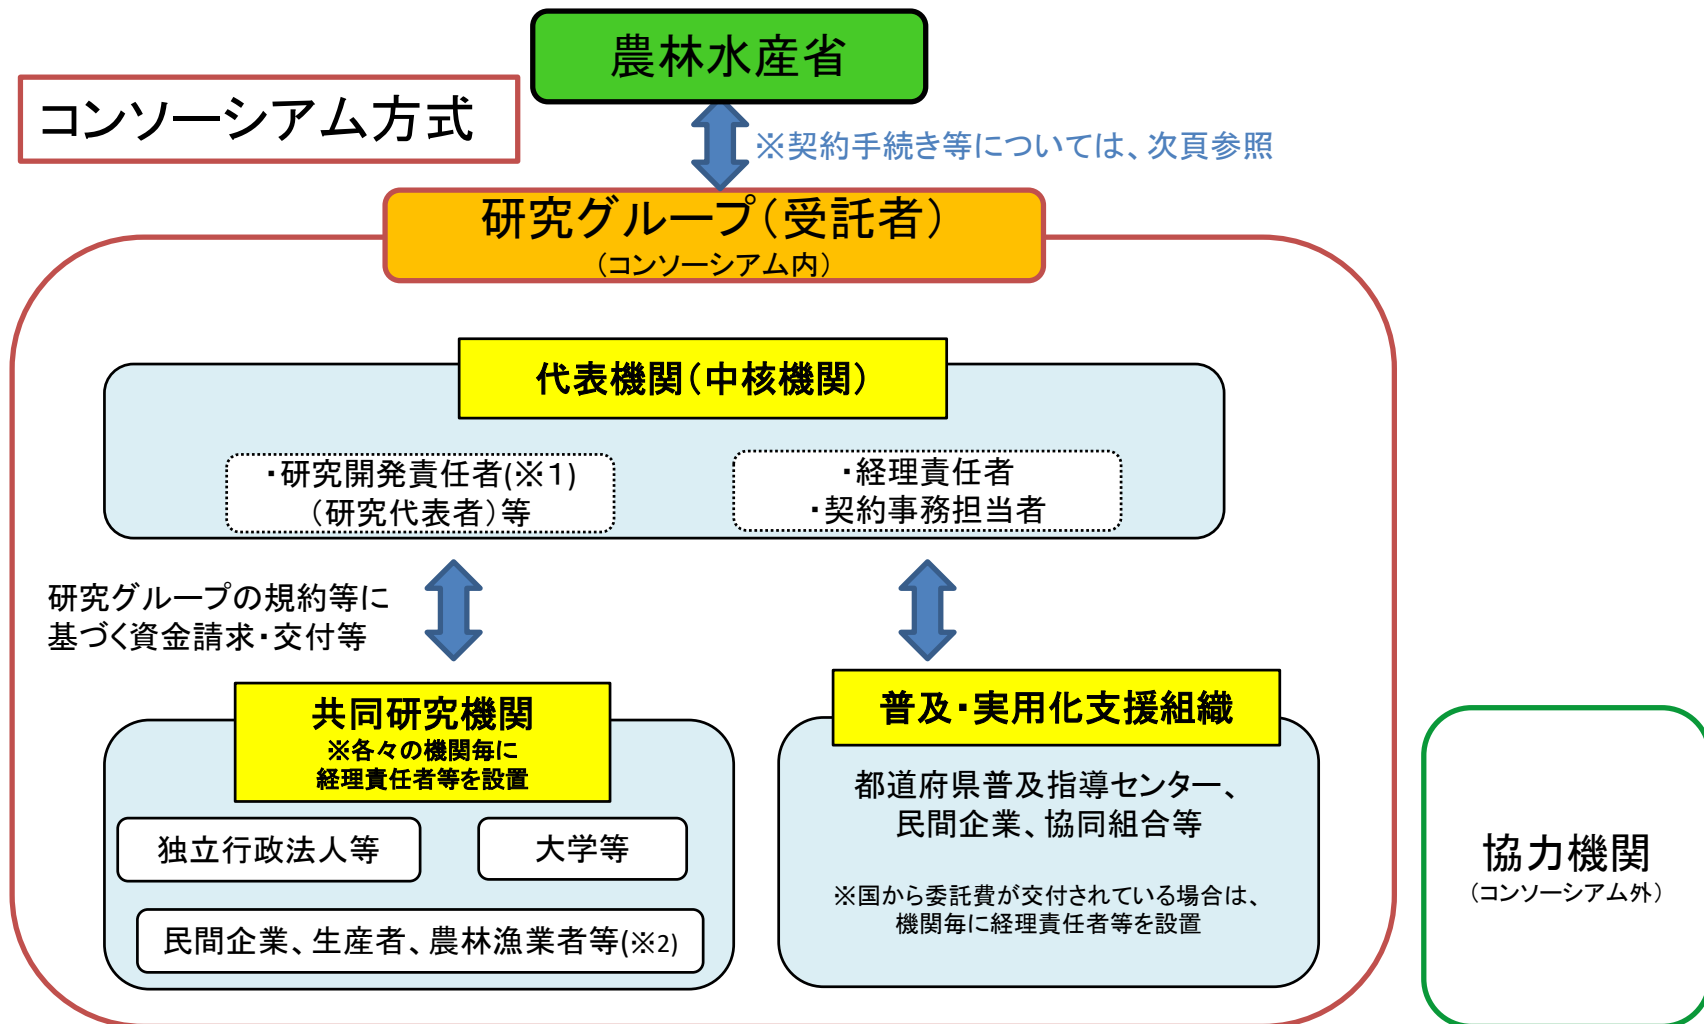 農林水産省
コンソーシアム方式
※契約手続き等については、次頁参照
研究グループ（受託者）
（コンソーシアム内）
代表機関（中核機関）
・研究開発責任者(※1)
（研究代表者）等
・経理責任者
・契約事務担当者
研究グループの規約等に
基づく資金請求・交付等
共同研究機関
※各々の機関毎に
経理責任者等を設置
独立行政法人等
大学等
民間企業、生産者、農林漁業者等(※2)
普及・実用化支援組織
都道府県普及指導センター、
民間企業、協同組合等
※国から委託費が交付されている場合は、
機関毎に経理責任者等を設置
協力機関
（コンソーシアム外）